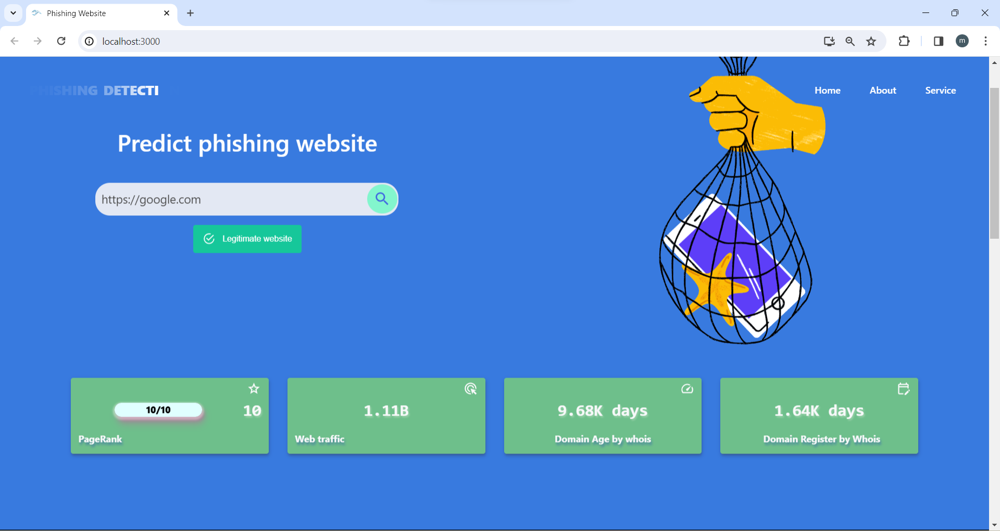 Phishing Website
localhost:3000
m
PHISHING DETECTI
Home About Service
Predict phishing website
https://google.com
Legitimate website
10/10 10
PageRank
1.11B
Web traffic
9.68K days
Domain Age by whois
1.64K days
Domain Register by Whois